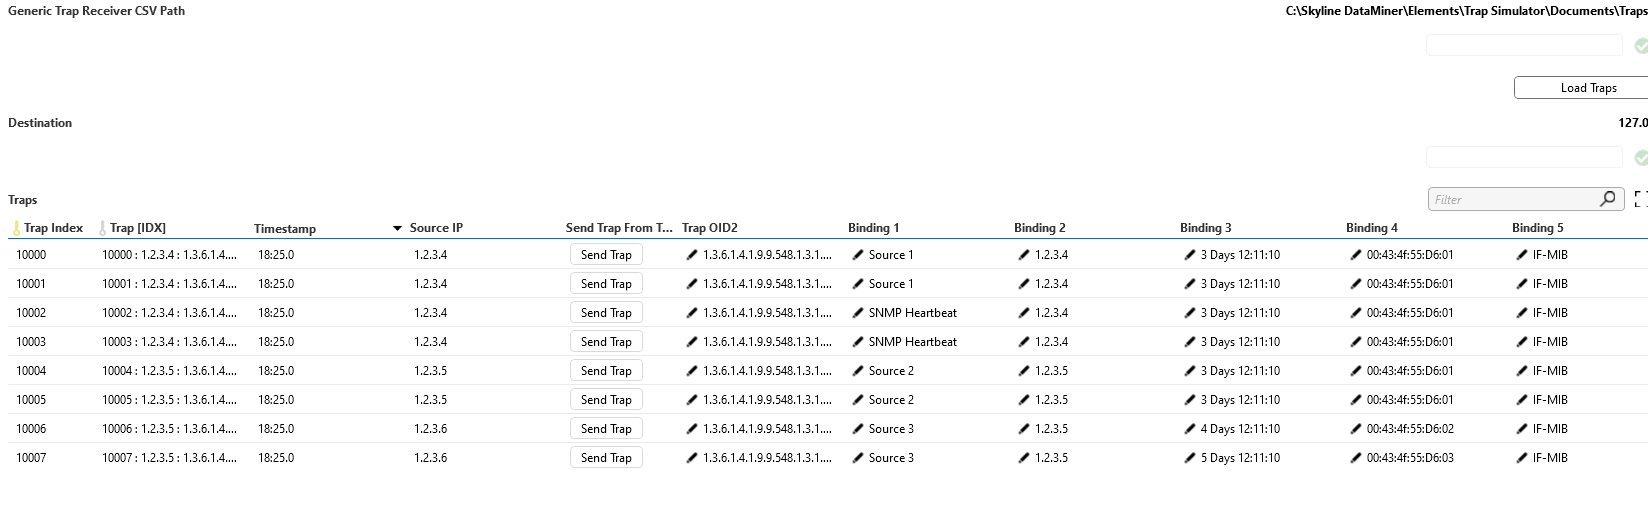 Generic Trap Receiver CSV Path C:\Skyline DataMiner\Elements\Trap Simulator\Documents\Traps
Load Traps
Destination 127.0
Traps Filter
Trap Index Trap [IDX] Timestamp Source IP Send Trap From T... Trap OID2 Binding 1 Binding 2 Binding 3 Binding 4 Binding 5
10000 10000 : 1.2.3.4 : 1.3.6.1.4.... 18:25.0 1.2.3.4 Send Trap 1.3.6.1.4.1.9.9.548.1.3.1.... Source 1 1.2.3.4 3 Days 12:11:10 00:43:4f:55:D6:01 IF-MIB
10001 10001 : 1.2.3.4 : 1.3.6.1.4.... 18:25.0 1.2.3.4 Send Trap 1.3.6.1.4.1.9.9.548.1.3.1.... Source 1 1.2.3.4 3 Days 12:11:10 00:43:4f:55:D6:01 IF-MIB
10002 10002 : 1.2.3.4 : 1.3.6.1.4.... 18:25.0 1.2.3.4 Send Trap 1.3.6.1.4.1.9.9.548.1.3.1.... SNMP Heartbeat 1.2.3.4 3 Days 12:11:10 00:43:4f:55:D6:01 IF-MIB
10003 10003 : 1.2.3.4 : 1.3.6.1.4.... 18:25.0 1.2.3.4 Send Trap 1.3.6.1.4.1.9.9.548.1.3.1.... SNMP Heartbeat 1.2.3.4 3 Days 12:11:10 00:43:4f:55:D6:01 IF-MIB
10004 10004 : 1.2.3.5 : 1.3.6.1.4.... 18:25.0 1.2.3.5 Send Trap 1.3.6.1.4.1.9.9.548.1.3.1.... Source 2 1.2.3.5 3 Days 12:11:10 00:43:4f:55:D6:01 IF-MIB
10005 10005 : 1.2.3.5 : 1.3.6.1.4.... 18:25.0 1.2.3.5 Send Trap 1.3.6.1.4.1.9.9.548.1.3.1.... Source 2 1.2.3.5 3 Days 12:11:10 00:43:4f:55:D6:01 IF-MIB
10006 10006 : 1.2.3.5 : 1.3.6.1.4.... 18:25.0 1.2.3.6 Send Trap 1.3.6.1.4.1.9.9.548.1.3.1.... Source 3 1.2.3.5 4 Days 12:11:10 00:43:4f:55:D6:02 IF-MIB
10007 10007 : 1.2.3.5 : 1.3.6.1.4.... 18:25.0 1.2.3.6 Send Trap 1.3.6.1.4.1.9.9.548.1.3.1.... Source 3 1.2.3.5 5 Days 12:11:10 00:43:4f:55:D6:03 IF-MIB